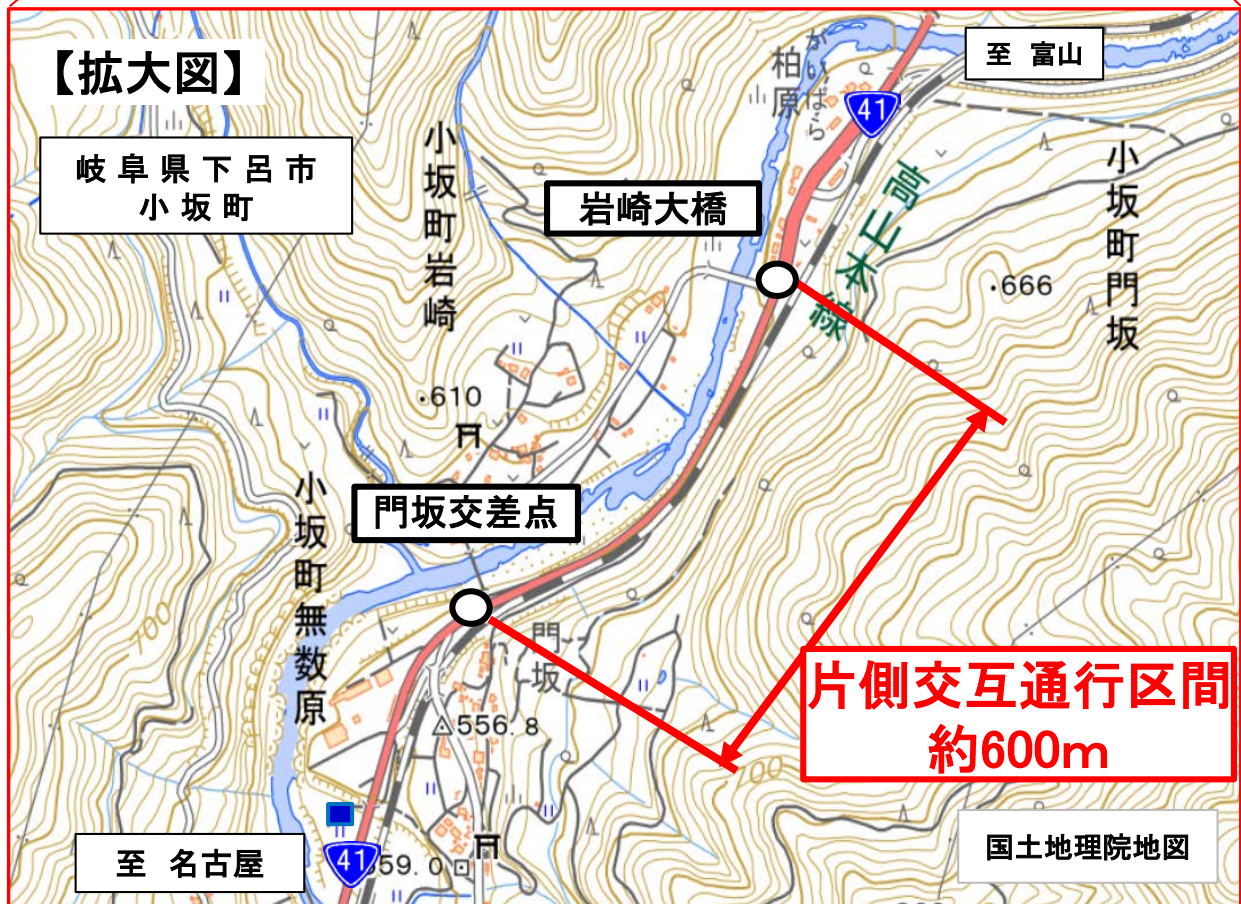 【拡大図】
至 富山
岐阜県下呂市
小坂町
柏原
がいばら
41
小坂町岩崎
岩崎大橋
高山本線
小坂町門坂
・666
・610
門坂交差点
小坂町無数原
門坂
700
556.8
片側交互通行区間
約600m
700
国土地理院地図
至 名古屋
41
59.0